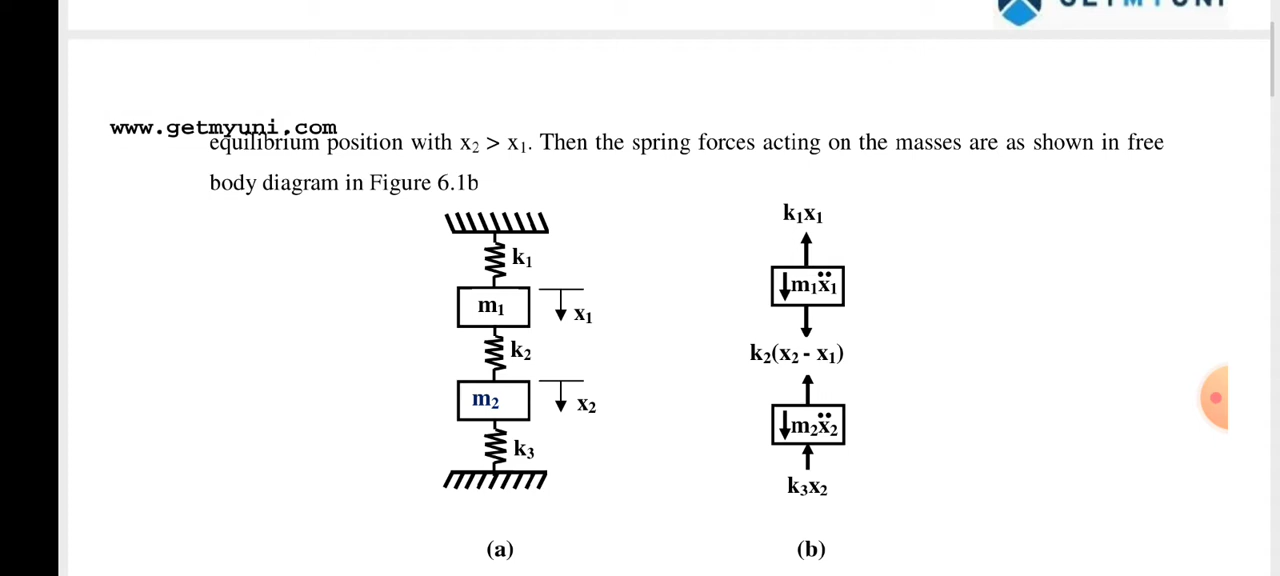 GETMYUNI
www.getmyuni.com
equilibrium position with x₂ > x₁. Then the spring forces acting on the masses are as shown in free
body diagram in Figure 6.1b
k₁x₁
k₁
m₁ẍ₁
m₁
x₁
k₂
k₂(x₂ - x₁)
m₂
x₂
m₂ẍ₂
k₃
k₃x₂
(a)
(b)